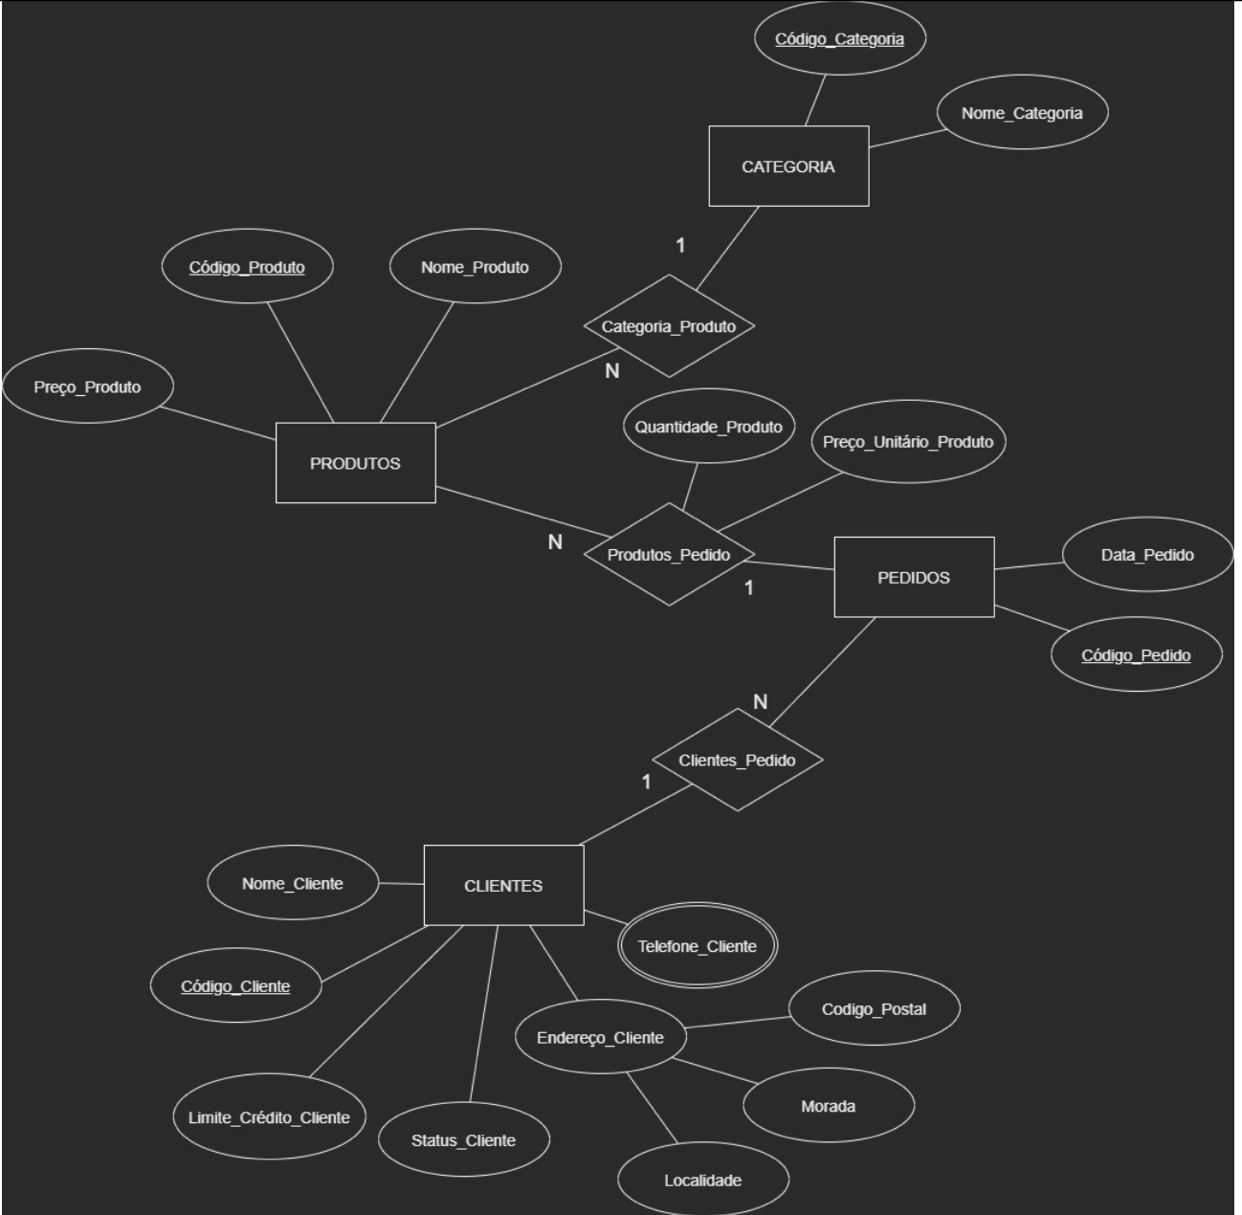 Código_Categoria
Nome_Categoria
CATEGORIA
1
Código_Produto
Nome_Produto
Categoria_Produto
N
Preço_Produto
Quantidade_Produto
Preço_Unitário_Produto
PRODUTOS
N
Produtos_Pedido
1
PEDIDOS
Data_Pedido
Código_Pedido
N
Clientes_Pedido
1
Nome_Cliente
CLIENTES
Telefone_Cliente
Código_Cliente
Codigo_Postal
Endereço_Cliente
Morada
Limite_Crédito_Cliente
Status_Cliente
Localidade